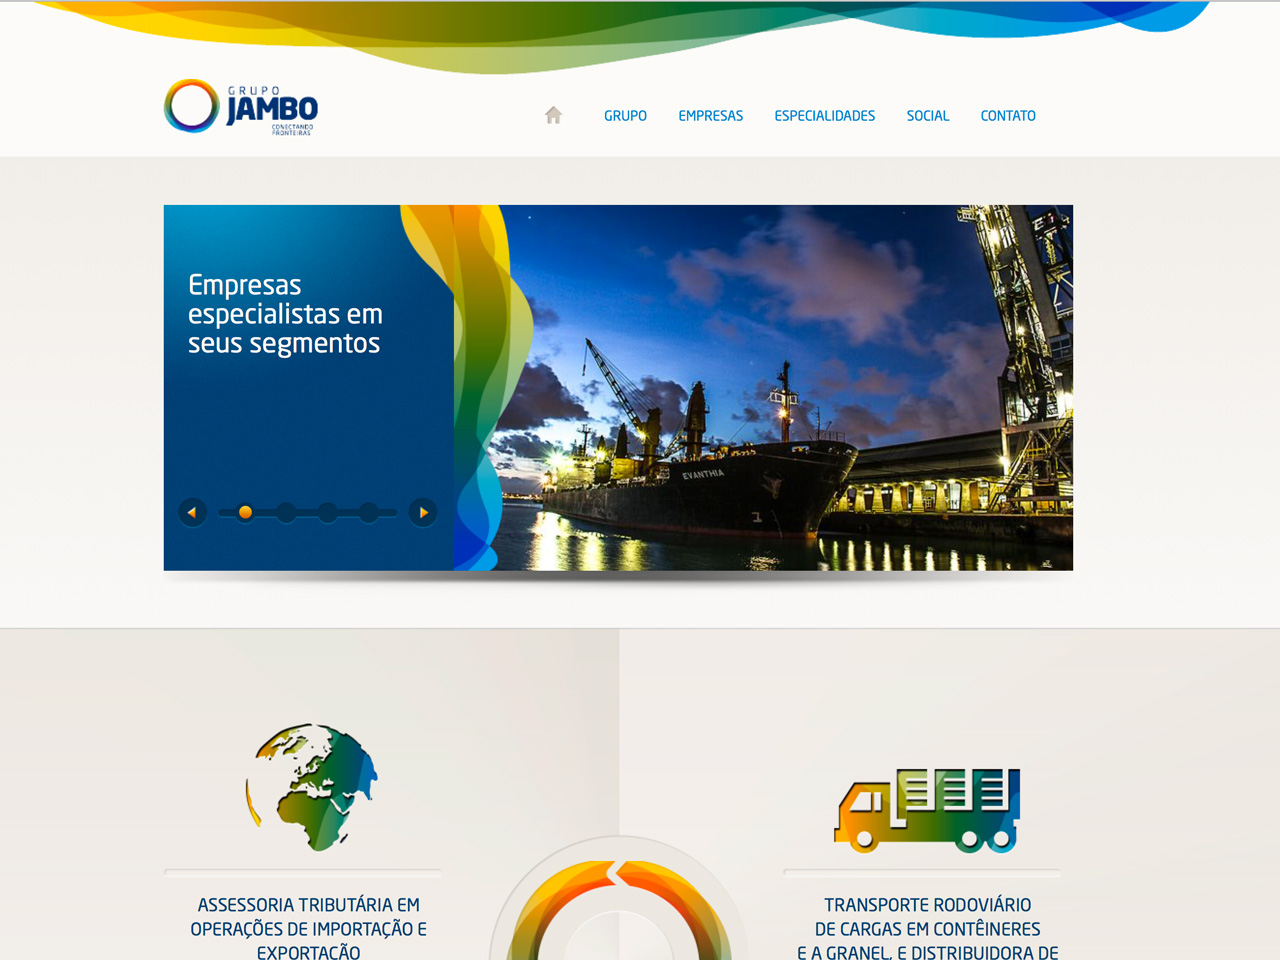 GRUPO
JAMBO
CONECTANDO
FRONTEIRAS
GRUPO EMPRESAS ESPECIALIDADES SOCIAL CONTATO
Empresas
especialistas em
seus segmentos
EVANTHIA
ASSESSORIA TRIBUTÁRIA EM
OPERAÇÕES DE IMPORTAÇÃO E
EXPORTAÇÃO
TRANSPORTE RODOVIÁRIO
DE CARGAS EM CONTÊINERES
E A GRANEL, E DISTRIBUIDORA DE